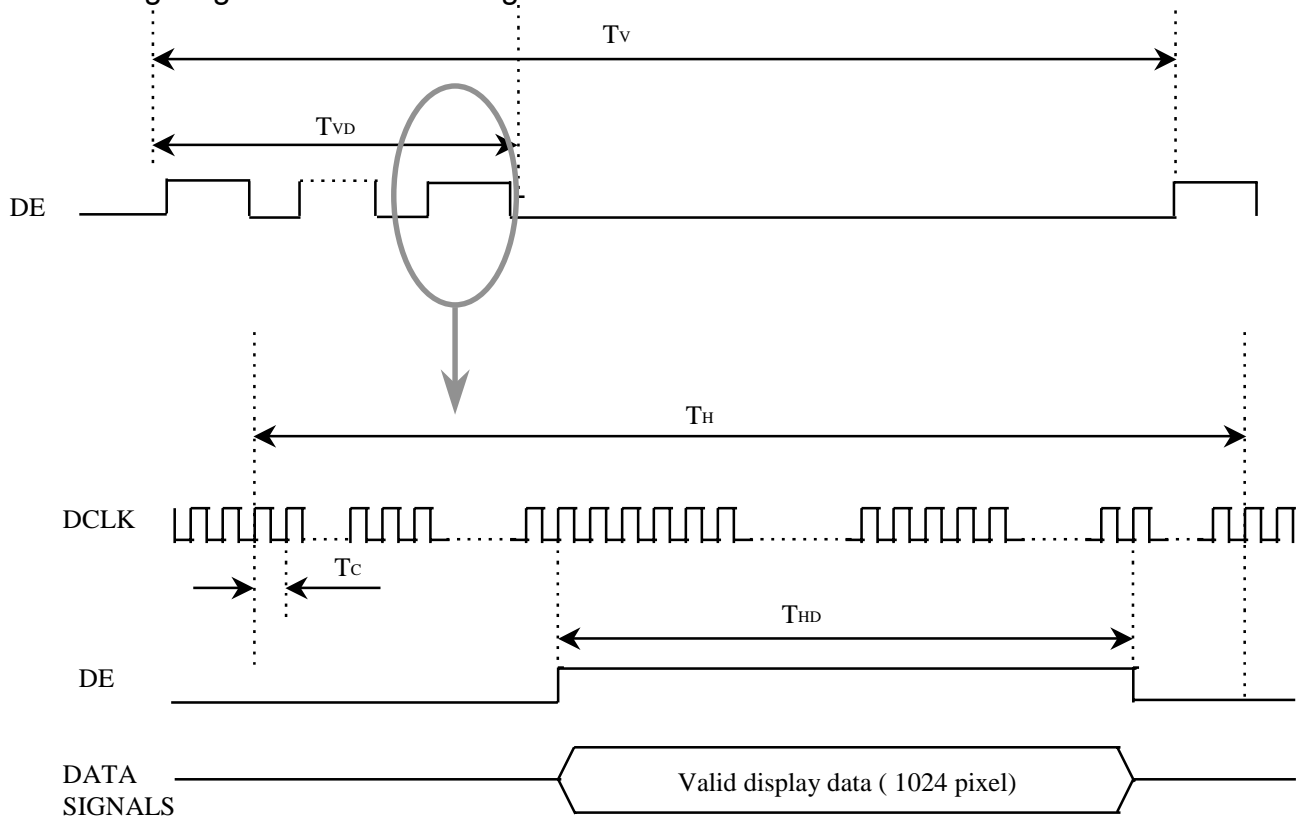 TV
TVD
DE
TH
DCLK
TC
THD
DE
DATA
SIGNALS
Valid display data ( 1024 pixel)